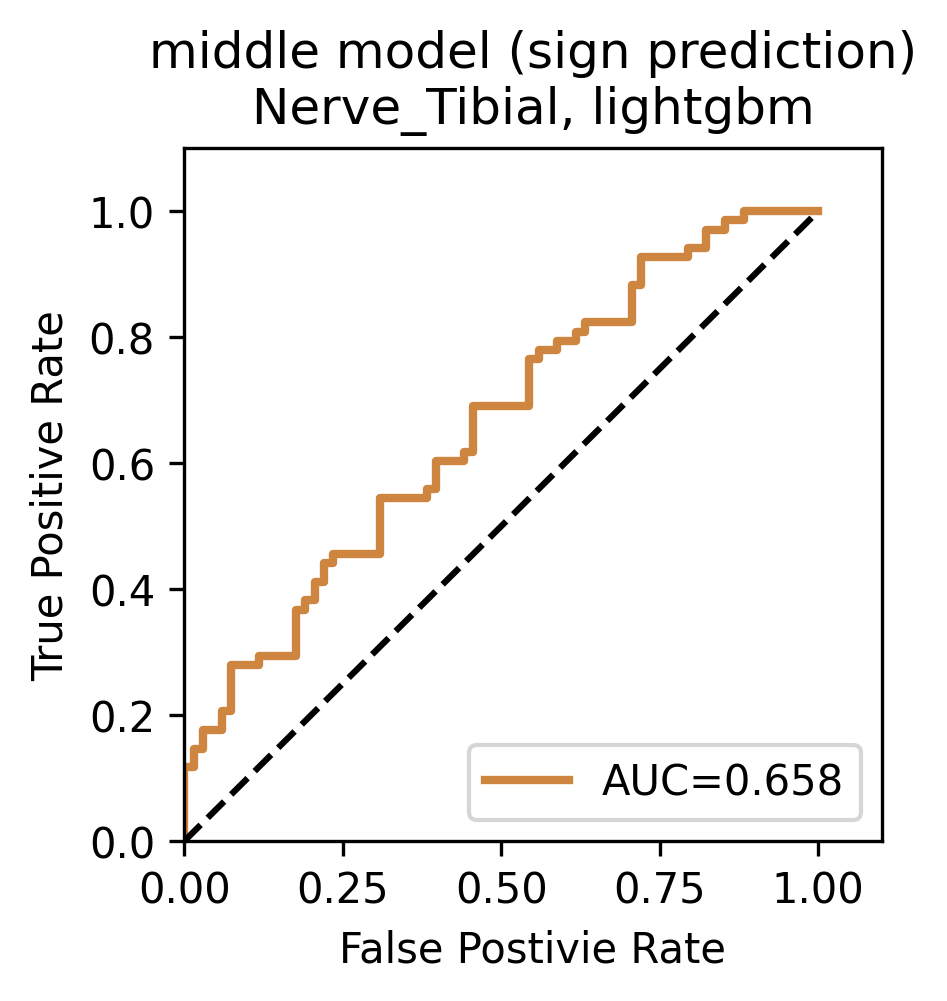 middle model (sign prediction)
Nerve_Tibial, lightgbm
True Positive Rate
1.0
0.8
0.6
0.4
0.2
0.0
AUC=0.658
0.00 0.25 0.50 0.75 1.00
False Postivie Rate